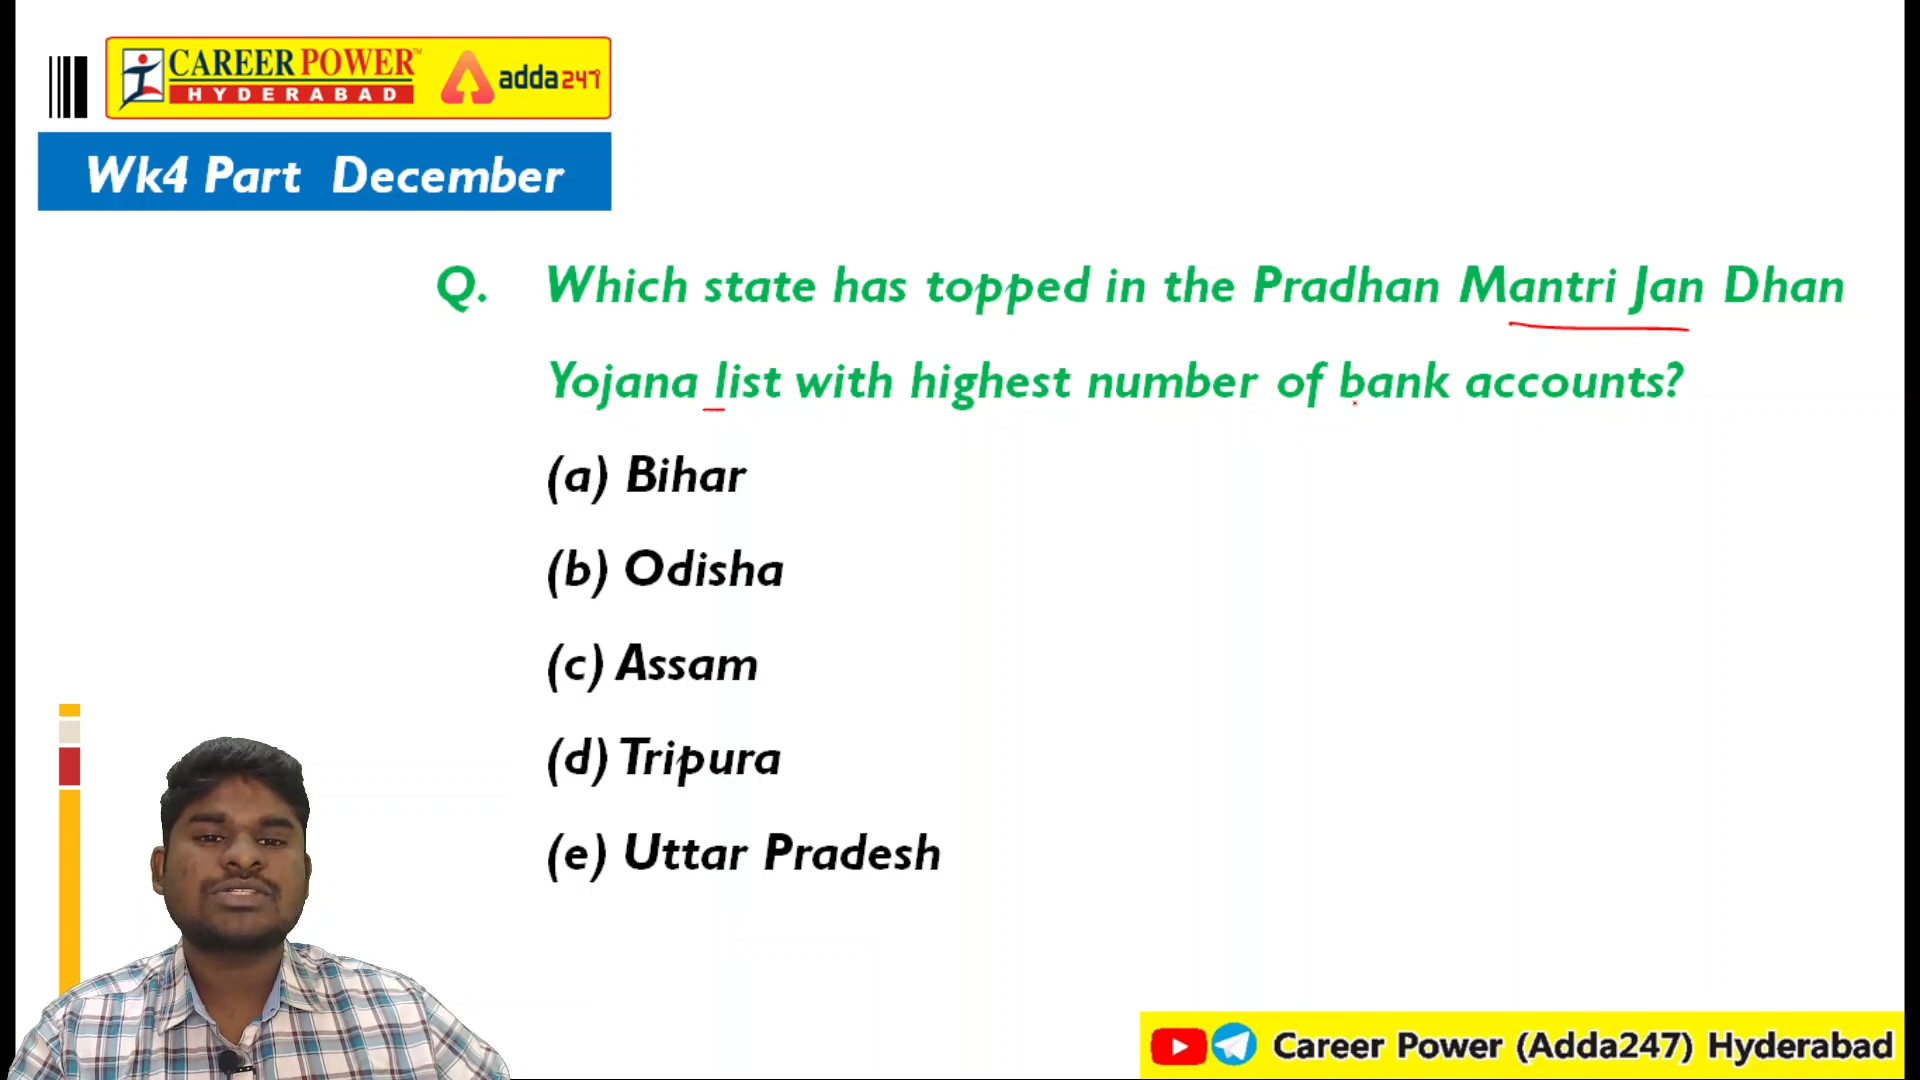 CAREER POWER™
HYDERABAD
adda247
Wk4 Part December
Q. Which state has topped in the Pradhan Mantri Jan Dhan
Yojana list with highest number of bank accounts?
(a) Bihar
(b) Odisha
(c) Assam
(d) Tripura
(e) Uttar Pradesh
Career Power (Adda247) Hyderabad